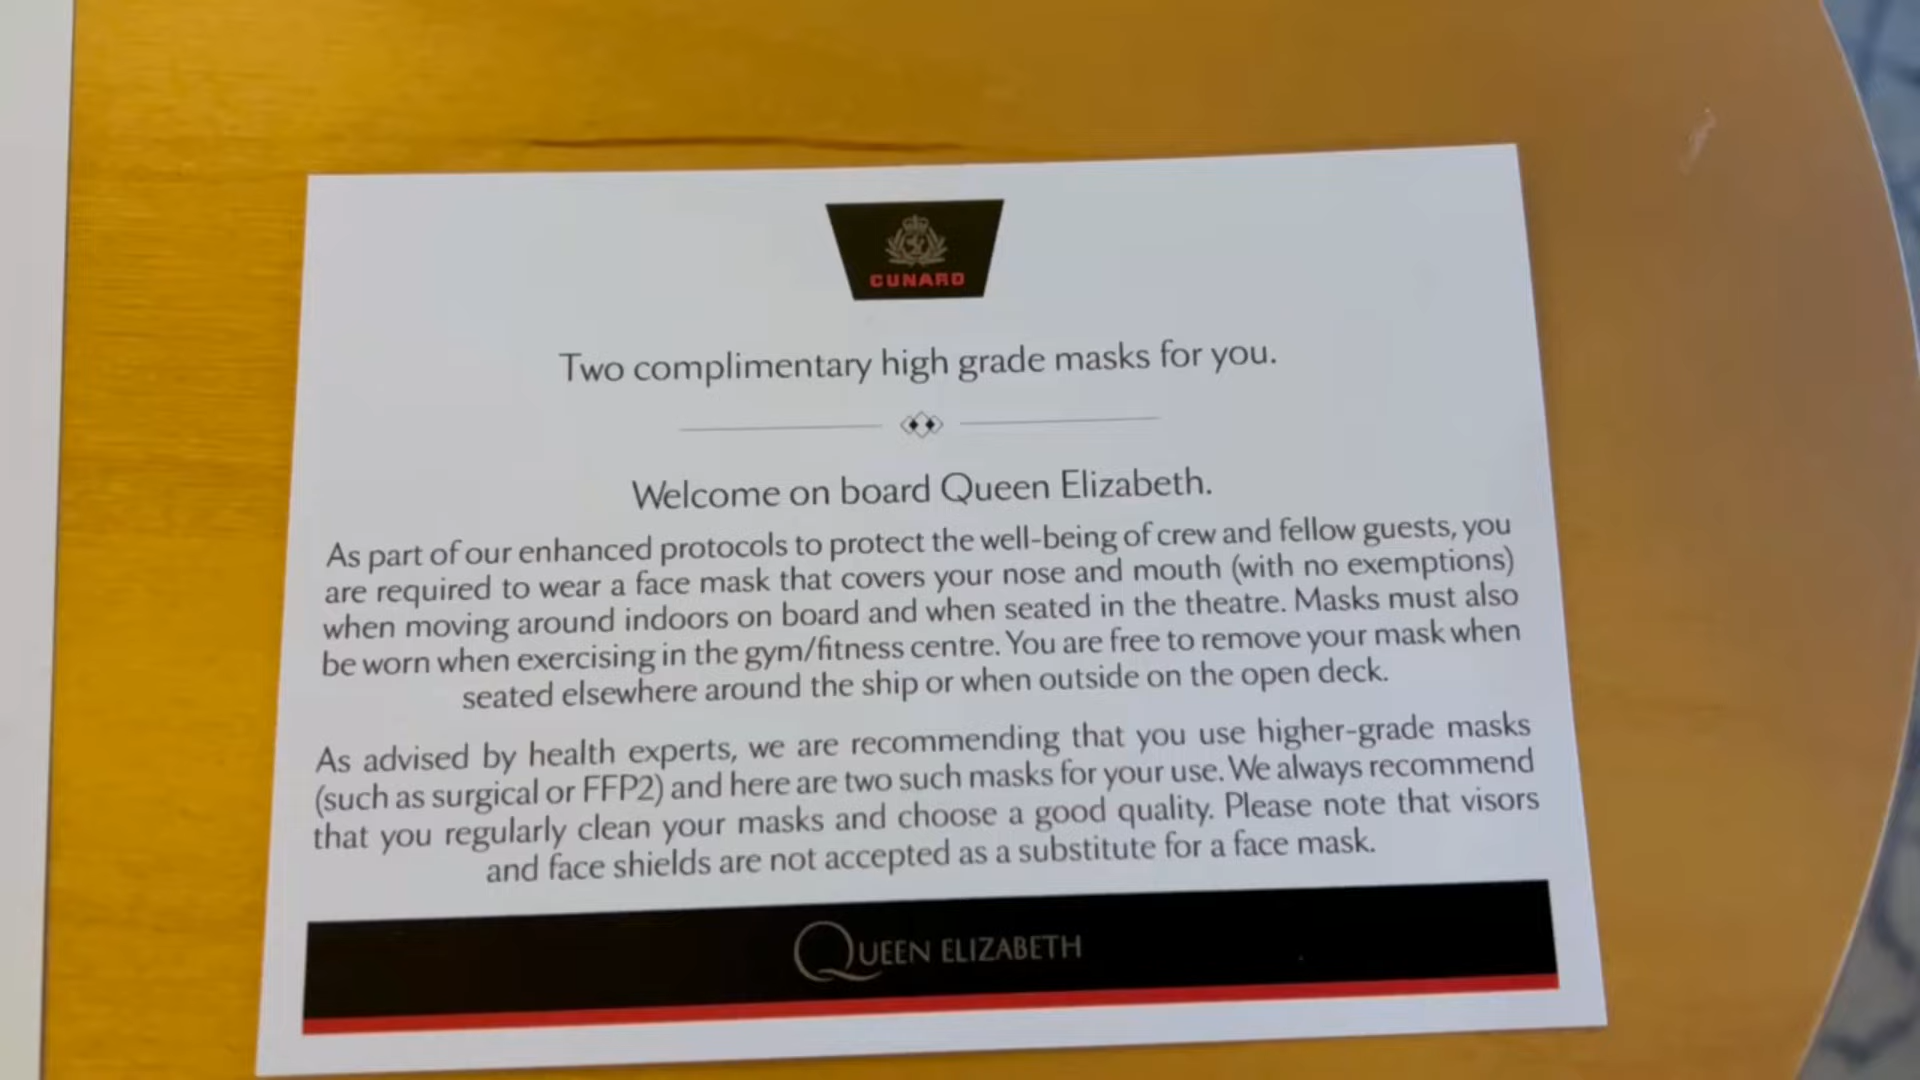 CUNARD
Two complimentary high grade masks for you.
Welcome on board Queen Elizabeth.
As part of our enhanced protocols to protect the well-being of crew and fellow guests, you
are required to wear a face mask that covers your nose and mouth (with no exemptions)
when moving around indoors on board and when seated in the theatre. Masks must also
be worn when exercising in the gym/fitness centre. You are free to remove your mask when
seated elsewhere around the ship or when outside on the open deck.
As advised by health experts, we are recommending that you use higher-grade masks
(such as surgical or FFP2) and here are two such masks for your use. We always recommend
that you regularly clean your masks and choose a good quality. Please note that visors
and face shields are not accepted as a substitute for a face mask.
QUEEN ELIZABETH